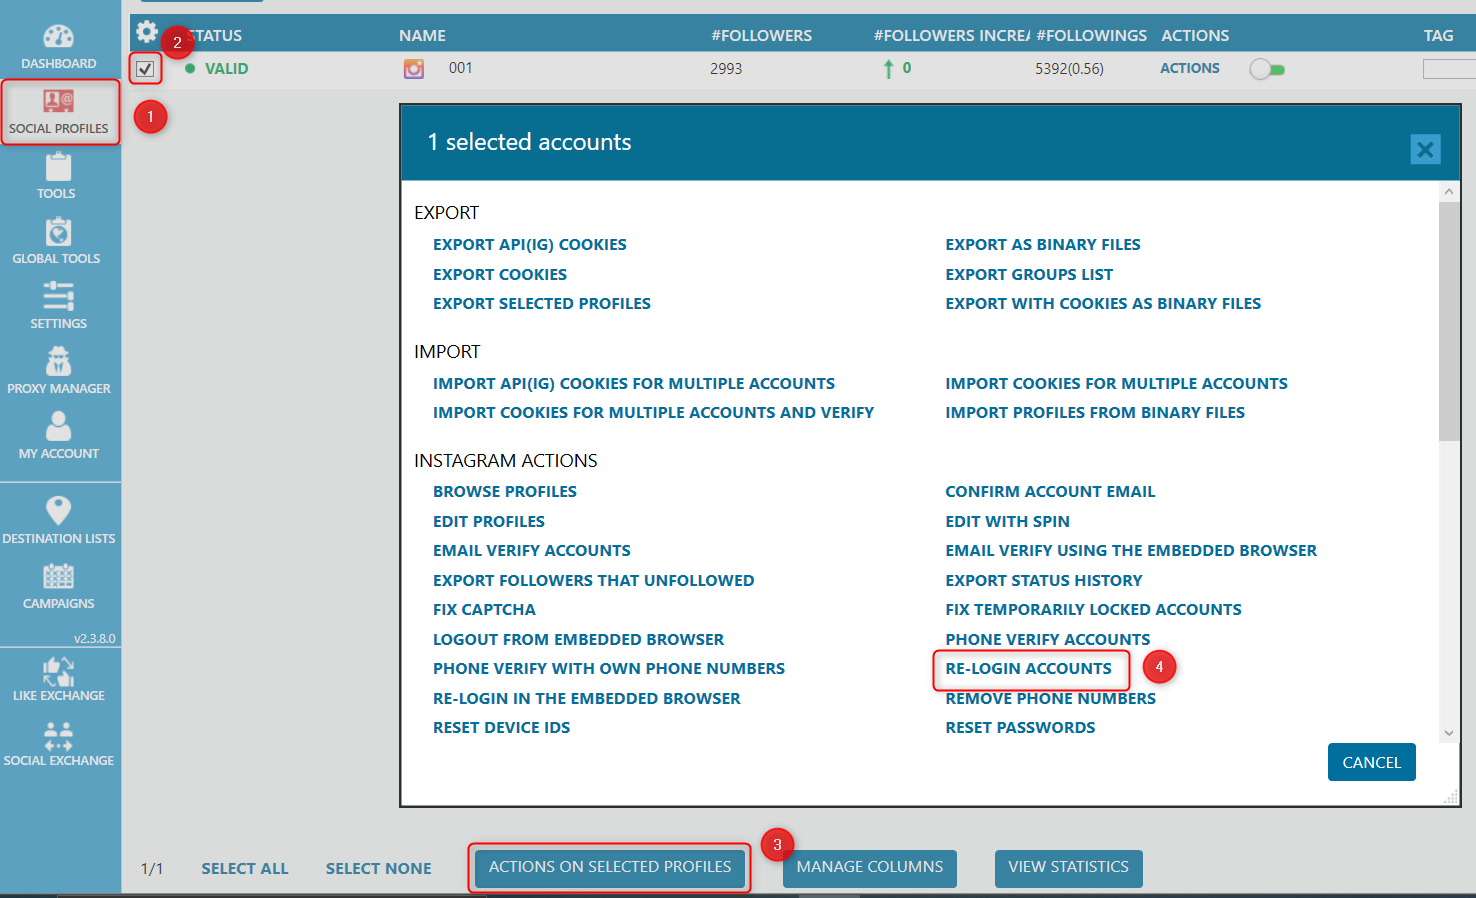 DASHBOARD
SOCIAL PROFILES
TOOLS
GLOBAL TOOLS
SETTINGS
PROXY MANAGER
MY ACCOUNT
DESTINATION LISTS
CAMPAIGNS
v2.3.8.0
LIKE EXCHANGE
SOCIAL EXCHANGE
1
2
STATUS NAME #FOLLOWERS #FOLLOWERS INCREA #FOLLOWINGS ACTIONS TAG
VALID 001 2993 0 5392(0.56) ACTIONS
1 selected accounts
EXPORT
EXPORT API(IG) COOKIES EXPORT AS BINARY FILES
EXPORT COOKIES EXPORT GROUPS LIST
EXPORT SELECTED PROFILES EXPORT WITH COOKIES AS BINARY FILES
IMPORT
IMPORT API(IG) COOKIES FOR MULTIPLE ACCOUNTS IMPORT COOKIES FOR MULTIPLE ACCOUNTS
IMPORT COOKIES FOR MULTIPLE ACCOUNTS AND VERIFY IMPORT PROFILES FROM BINARY FILES
INSTAGRAM ACTIONS
BROWSE PROFILES CONFIRM ACCOUNT EMAIL
EDIT PROFILES EDIT WITH SPIN
EMAIL VERIFY ACCOUNTS EMAIL VERIFY USING THE EMBEDDED BROWSER
EXPORT FOLLOWERS THAT UNFOLLOWED EXPORT STATUS HISTORY
FIX CAPTCHA FIX TEMPORARILY LOCKED ACCOUNTS
LOGOUT FROM EMBEDDED BROWSER PHONE VERIFY ACCOUNTS
PHONE VERIFY WITH OWN PHONE NUMBERS RE-LOGIN ACCOUNTS 4
RE-LOGIN IN THE EMBEDDED BROWSER REMOVE PHONE NUMBERS
RESET DEVICE IDS RESET PASSWORDS
CANCEL
3
1/1 SELECT ALL SELECT NONE ACTIONS ON SELECTED PROFILES MANAGE COLUMNS VIEW STATISTICS